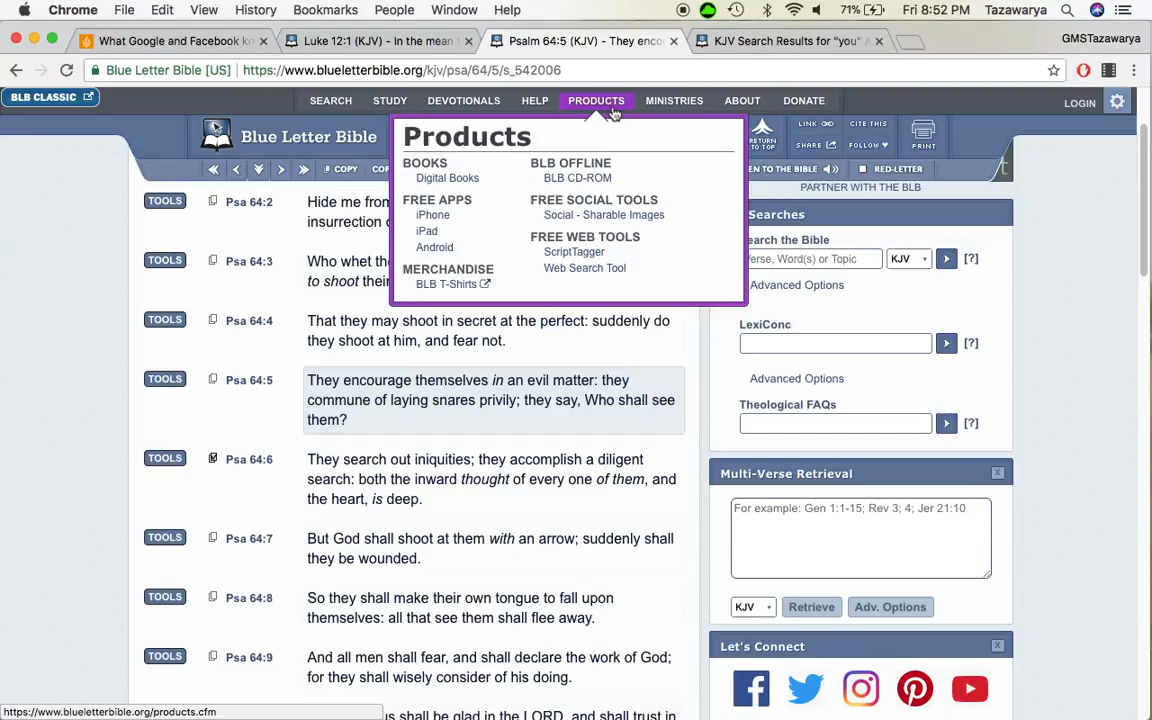 Chrome File Edit View History Bookmarks People Window Help 71% Fri 8:52 PM Tazawarya
What Google and Facebook kn
Luke 12:1 (KJV) - In the mean t
Psalm 64:5 (KJV) - They enco
KJV Search Results for "you" A
GMSTazawarya
Blue Letter Bible [US] https://www.blueletterbible.org/kjv/psa/64/5/s_542006
BLB CLASSIC
SEARCH STUDY DEVOTIONALS HELP PRODUCTS MINISTRIES ABOUT DONATE LOGIN
Blue Letter Bible
RETURN TO TOP
LINK
CITE THIS
SHARE
FOLLOW
PRINT
COPY
TEN TO THE BIBLE
RED-LETTER
Products
BOOKS
Digital Books
FREE APPS
iPhone
iPad
Android
MERCHANDISE
BLB T-Shirts
BLB OFFLINE
BLB CD-ROM
FREE SOCIAL TOOLS
Social - Sharable Images
FREE WEB TOOLS
ScriptTagger
Web Search Tool
TOOLS Psa 64:2 Hide me from
insurrection o
TOOLS Psa 64:3 Who whet the
to shoot their
TOOLS Psa 64:4 That they may shoot in secret at the perfect: suddenly do
they shoot at him, and fear not.
TOOLS Psa 64:5 They encourage themselves in an evil matter: they
commune of laying snares privily; they say, Who shall see
them?
TOOLS Psa 64:6 They search out iniquities; they accomplish a diligent
search: both the inward thought of every one of them, and
the heart, is deep.
TOOLS Psa 64:7 But God shall shoot at them with an arrow; suddenly shall
they be wounded.
TOOLS Psa 64:8 So they shall make their own tongue to fall upon
themselves: all that see them shall flee away.
TOOLS Psa 64:9 And all men shall fear, and shall declare the work of God;
for they shall wisely consider of his doing.
us shall be glad in the LORD, and shall trust in
PARTNER WITH THE BLB
Searches
earch the Bible
Verse, Word(s) or Topic KJV [?]
Advanced Options
LexiConc
[?]
Advanced Options
Theological FAQs
[?]
Multi-Verse Retrieval
For example: Gen 1:1-15; Rev 3; 4; Jer 21:10
KJV Retrieve Adv. Options
Let's Connect
https://www.blueletterbible.org/products.cfm